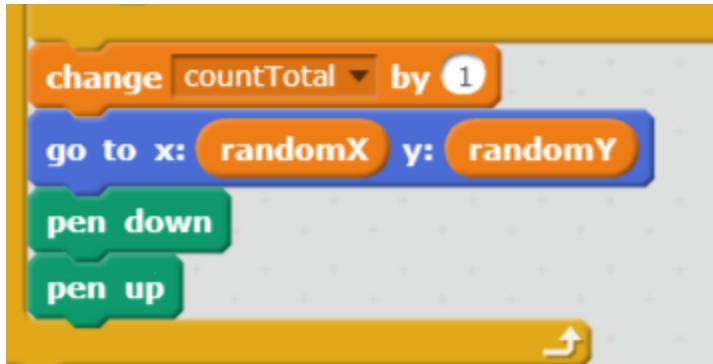 change countTotal by 1
go to x: randomX y: randomY
pen down
pen up